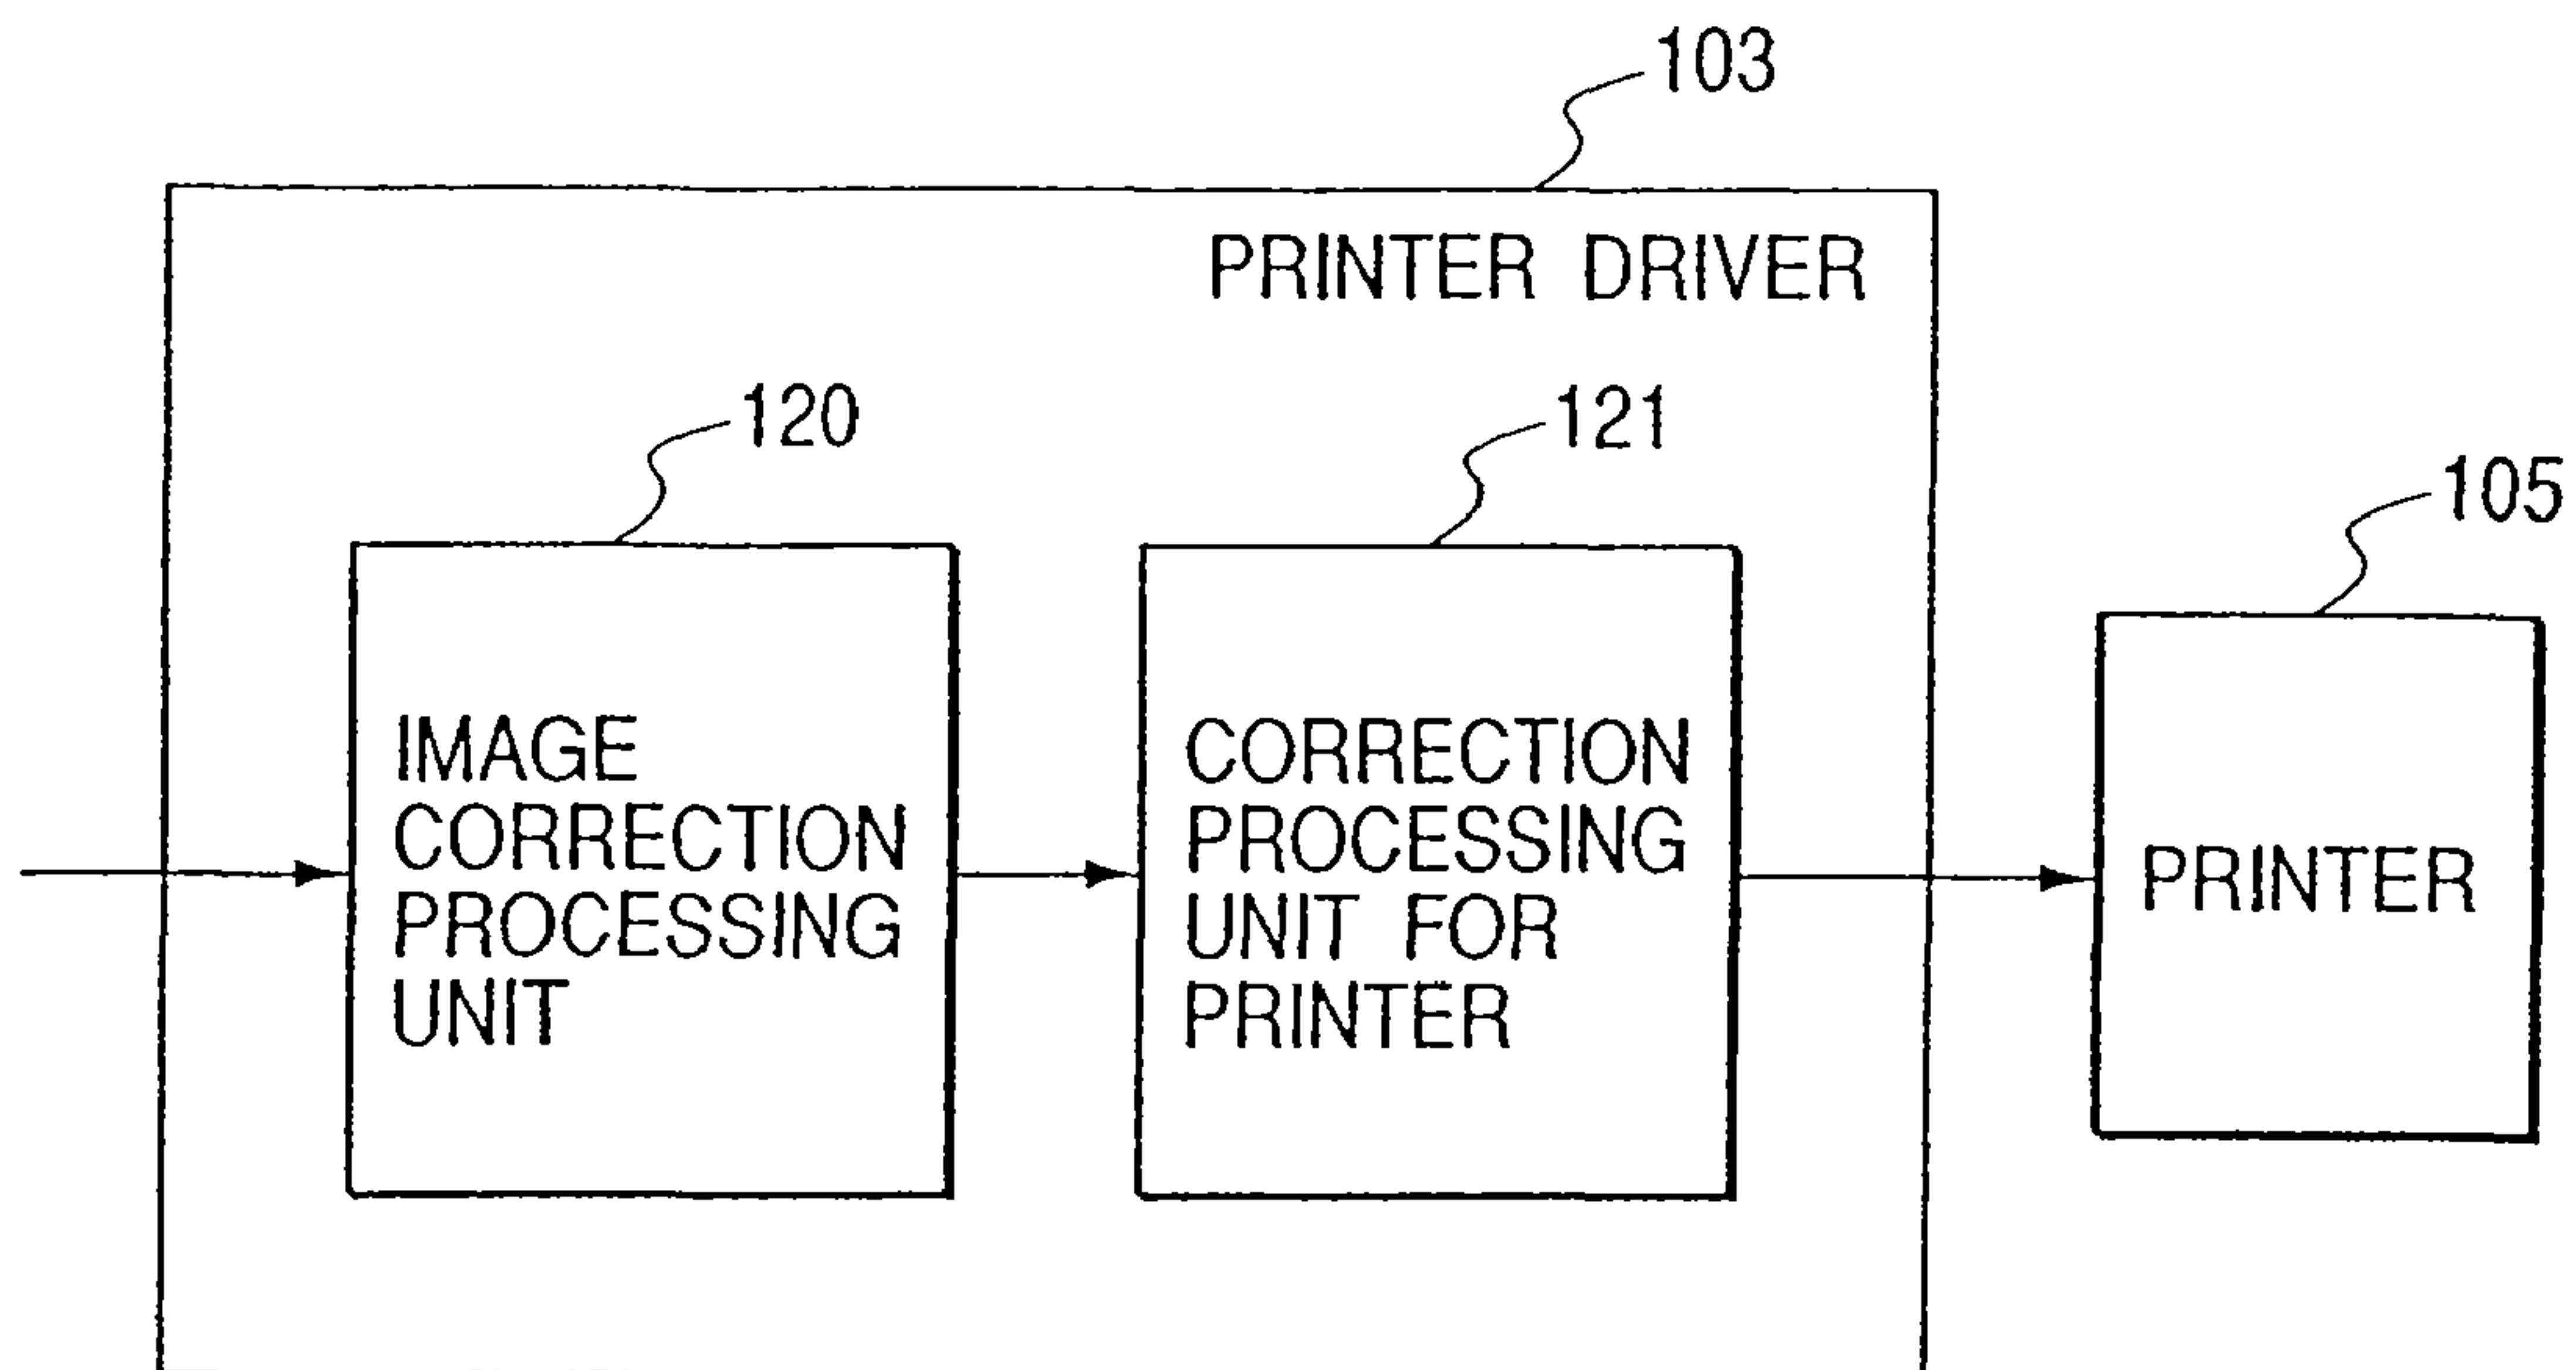 103
PRINTER DRIVER
120
121
105
IMAGE
CORRECTION
PROCESSING
UNIT
CORRECTION
PROCESSING
UNIT FOR
PRINTER
PRINTER